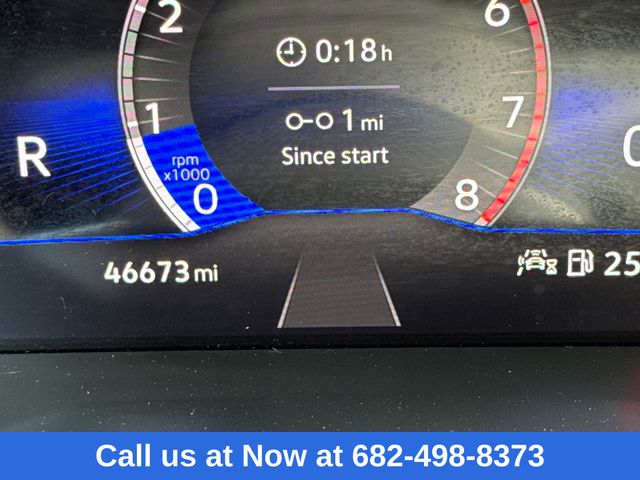 2
6
0:18 h
1
1 mi
7
R
rpm
x1000
Since start
0
8
46673 mi
25
Call us at Now at 682-498-8373